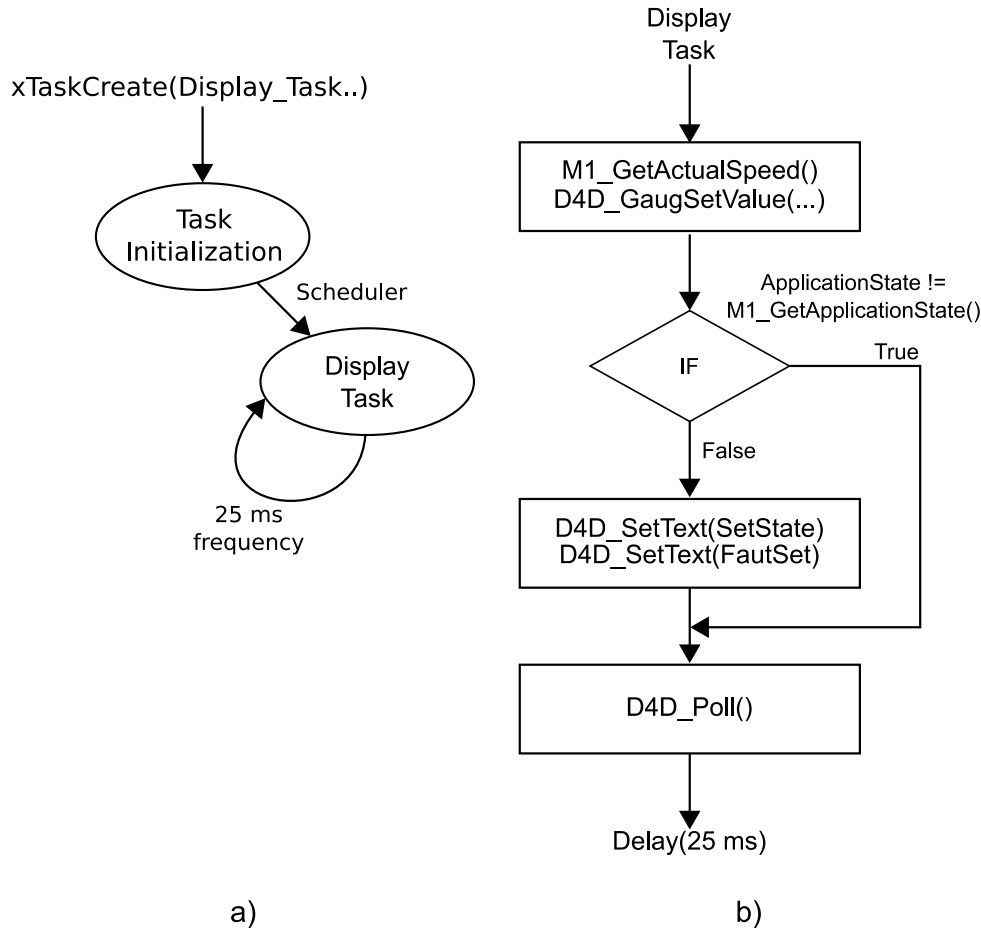 xTaskCreate(Display_Task..)
Task
Initialization
Scheduler
Display
Task
25 ms
frequency
a)
Display
Task
M1_GetActualSpeed()
D4D_GaugSetValue(...)
ApplicationState !=
M1_GetApplicationState()
IF
True
False
D4D_SetText(SetState)
D4D_SetText(FautSet)
D4D_Poll()
Delay(25 ms)
b)